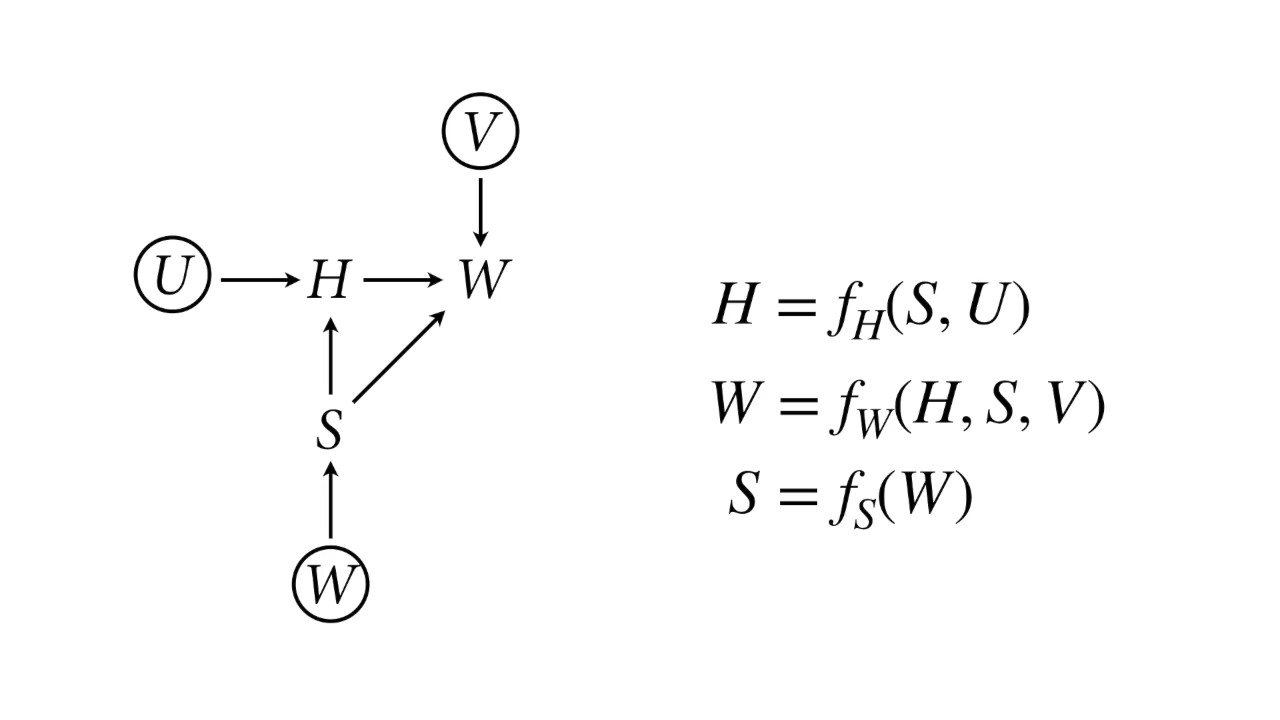 V
U H W
S
W
H = f_H(S, U)
W = f_W(H, S, V)
S = f_S(W)